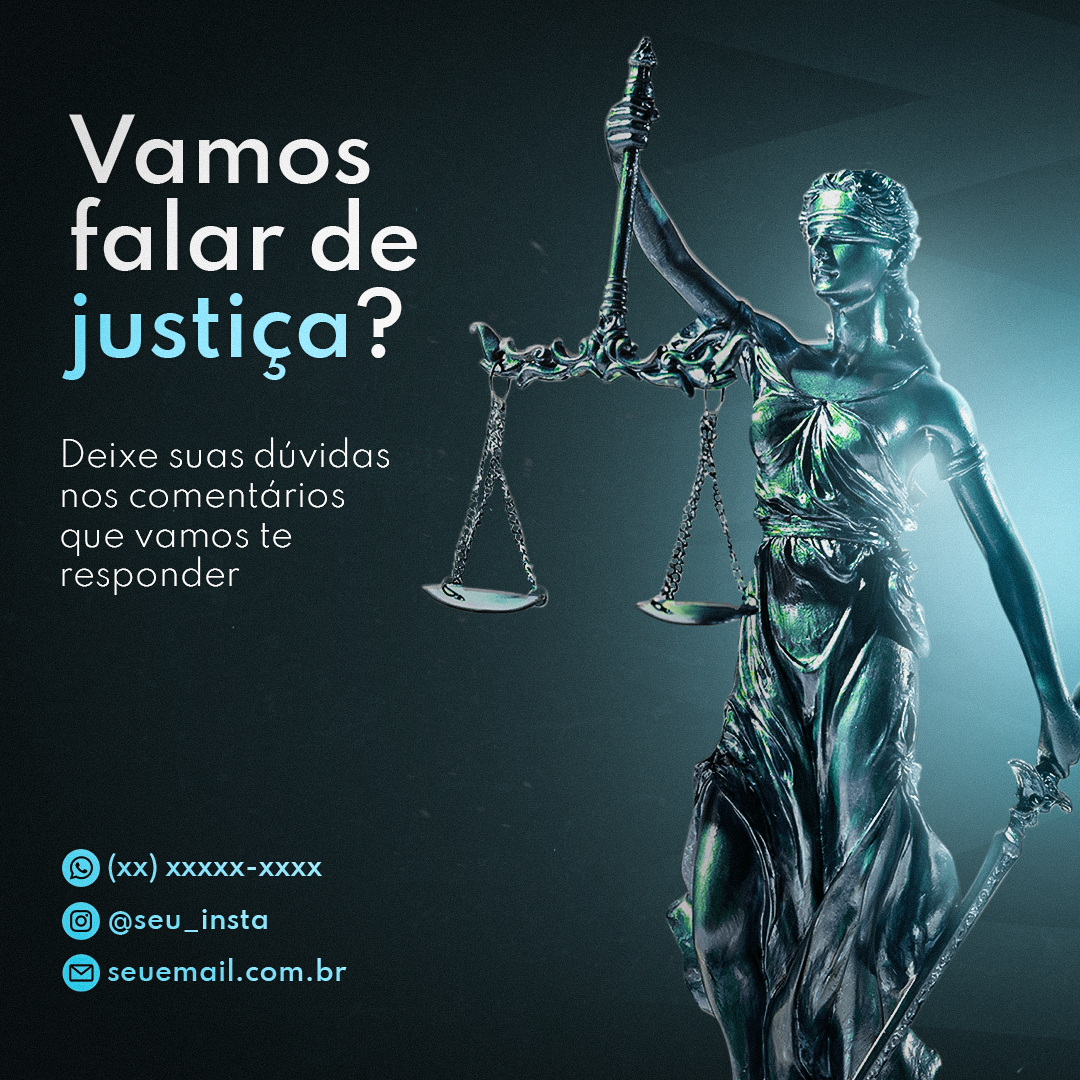 Vamos
falar de
justiça?
Deixe suas dúvidas
nos comentários
que vamos te
responder
(xx) xxxxx-xxxx
@seu_insta
seuemail.com.br